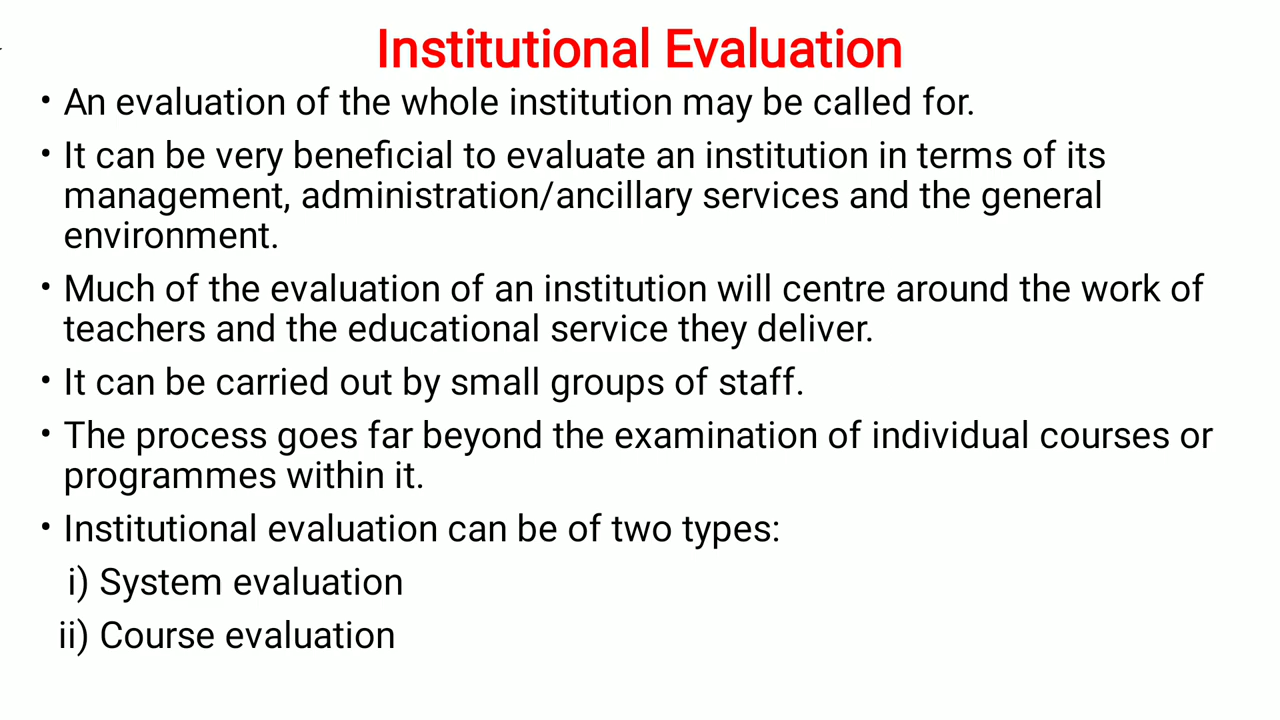 Institutional Evaluation
• An evaluation of the whole institution may be called for.
• It can be very beneficial to evaluate an institution in terms of its
management, administration/ancillary services and the general
environment.
• Much of the evaluation of an institution will centre around the work of
teachers and the educational service they deliver.
• It can be carried out by small groups of staff.
• The process goes far beyond the examination of individual courses or
programmes within it.
• Institutional evaluation can be of two types:
i) System evaluation
ii) Course evaluation